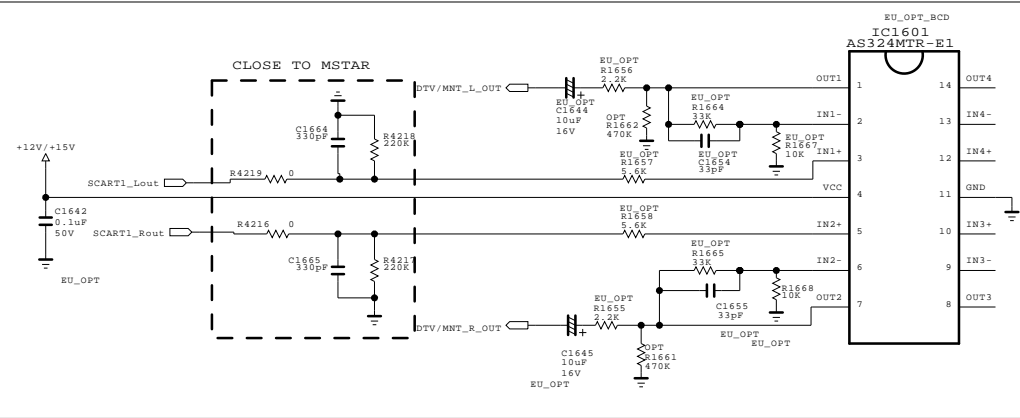 EU_OPT_BCD
IC1601
AS324MTR-E1
CLOSE TO MSTAR
DTV/MNT_L_OUT
EU_OPT
C1644
10uF
16V
EU_OPT
R1656
2.2K
OPT
R1662
470K
EU_OPT
R1664
33K
EU_OPT
C1654
33pF
EU_OPT
R1667
10K
EU_OPT
R1657
5.6K
C1664
330pF
R4218
220K
+12V/+15V
SCART1_Lout
R4219 0
C1642
0.1uF
50V
EU_OPT
SCART1_Rout
R4216 0
C1665
330pF
R4217
220K
EU_OPT
R1658
5.6K
EU_OPT
R1665
33K
C1655
33pF
EU_OPT
R1668
10K
EU_OPT
DTV/MNT_R_OUT
EU_OPT
R1655
2.2K
C1645
10uF
16V
EU_OPT
OPT
R1661
470K
OUT1 1 14 OUT4
IN1- 2 13 IN4-
IN1+ 3 12 IN4+
VCC 4 11 GND
IN2+ 5 10 IN3+
IN2- 6 9 IN3-
OUT2 7 8 OUT3